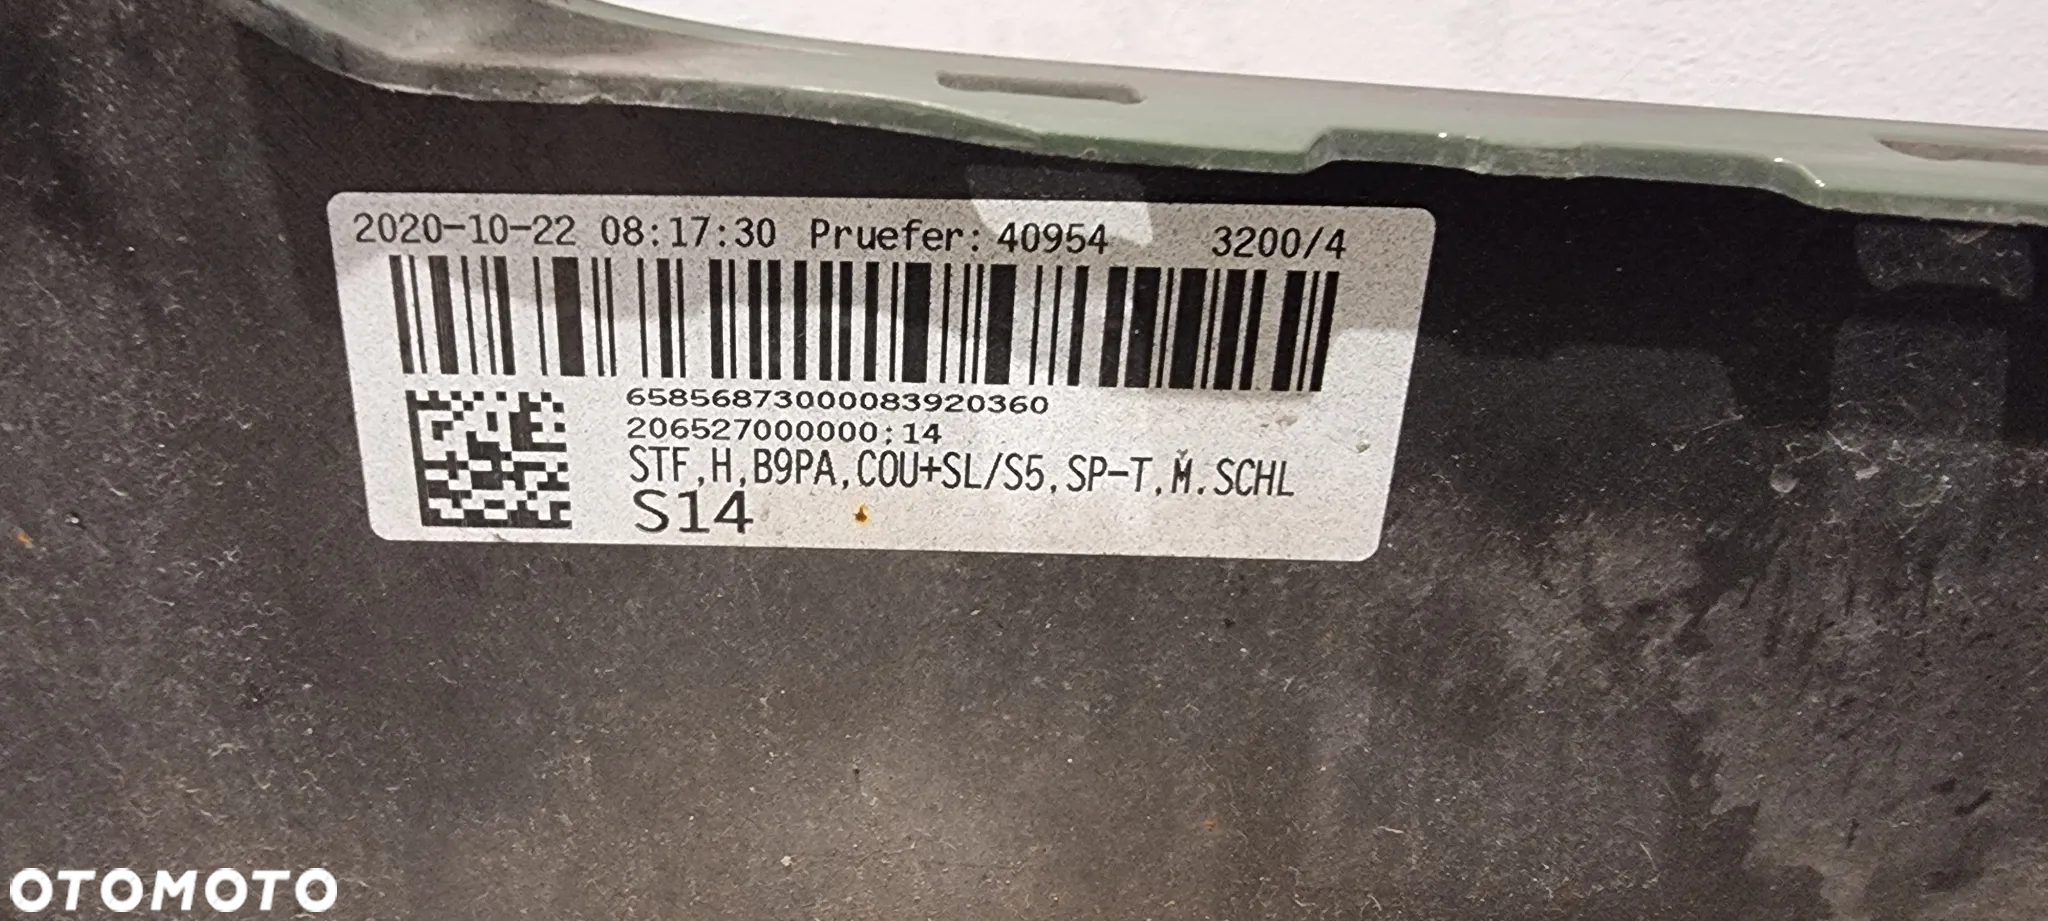 2020-10-22 08:17:30 Pruefer: 40954 3200/4
65856873000083920360
206527000000;14
STF,H,B9PA,COU+SL/S5,SP-T,M.SCHL
S14
OTOMOTO